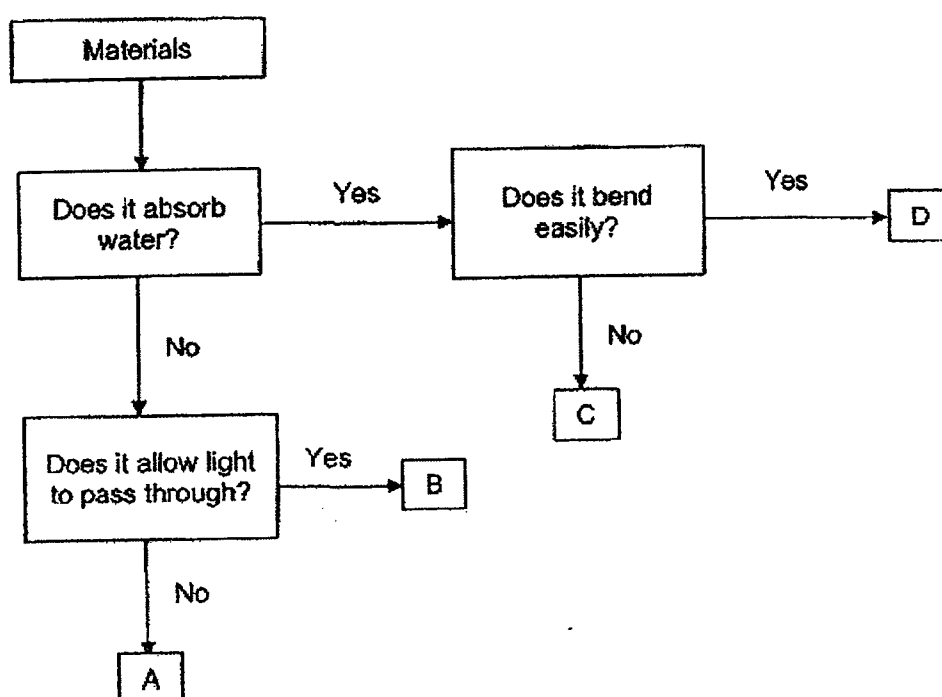 Materials
Does it absorb
water?
Yes
Does it bend
easily?
Yes
D
No
No
C
Does it allow light
to pass through?
Yes
B
No
A